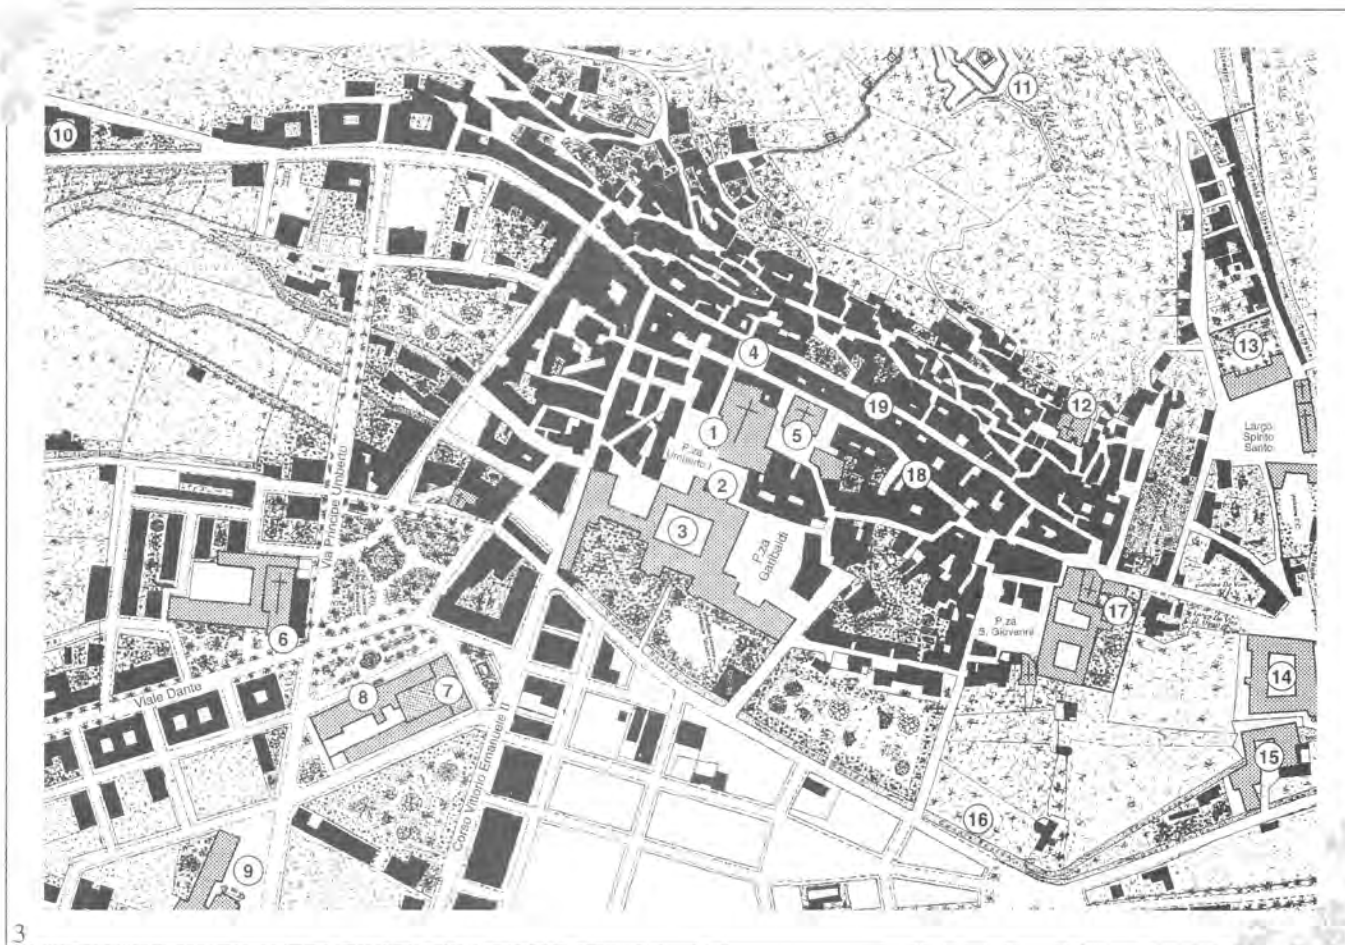 11
10
13
4
12
19
Largo
Spirito
Santo
1
5
P.za
Umberto I
18
2
3
P.za
Garibaldi
Via Principe Umberto
17
6
P.za
S. Giovanni
14
Viale Dante
8
7
Corso Vittorio Emanuele II
15
16
9
3